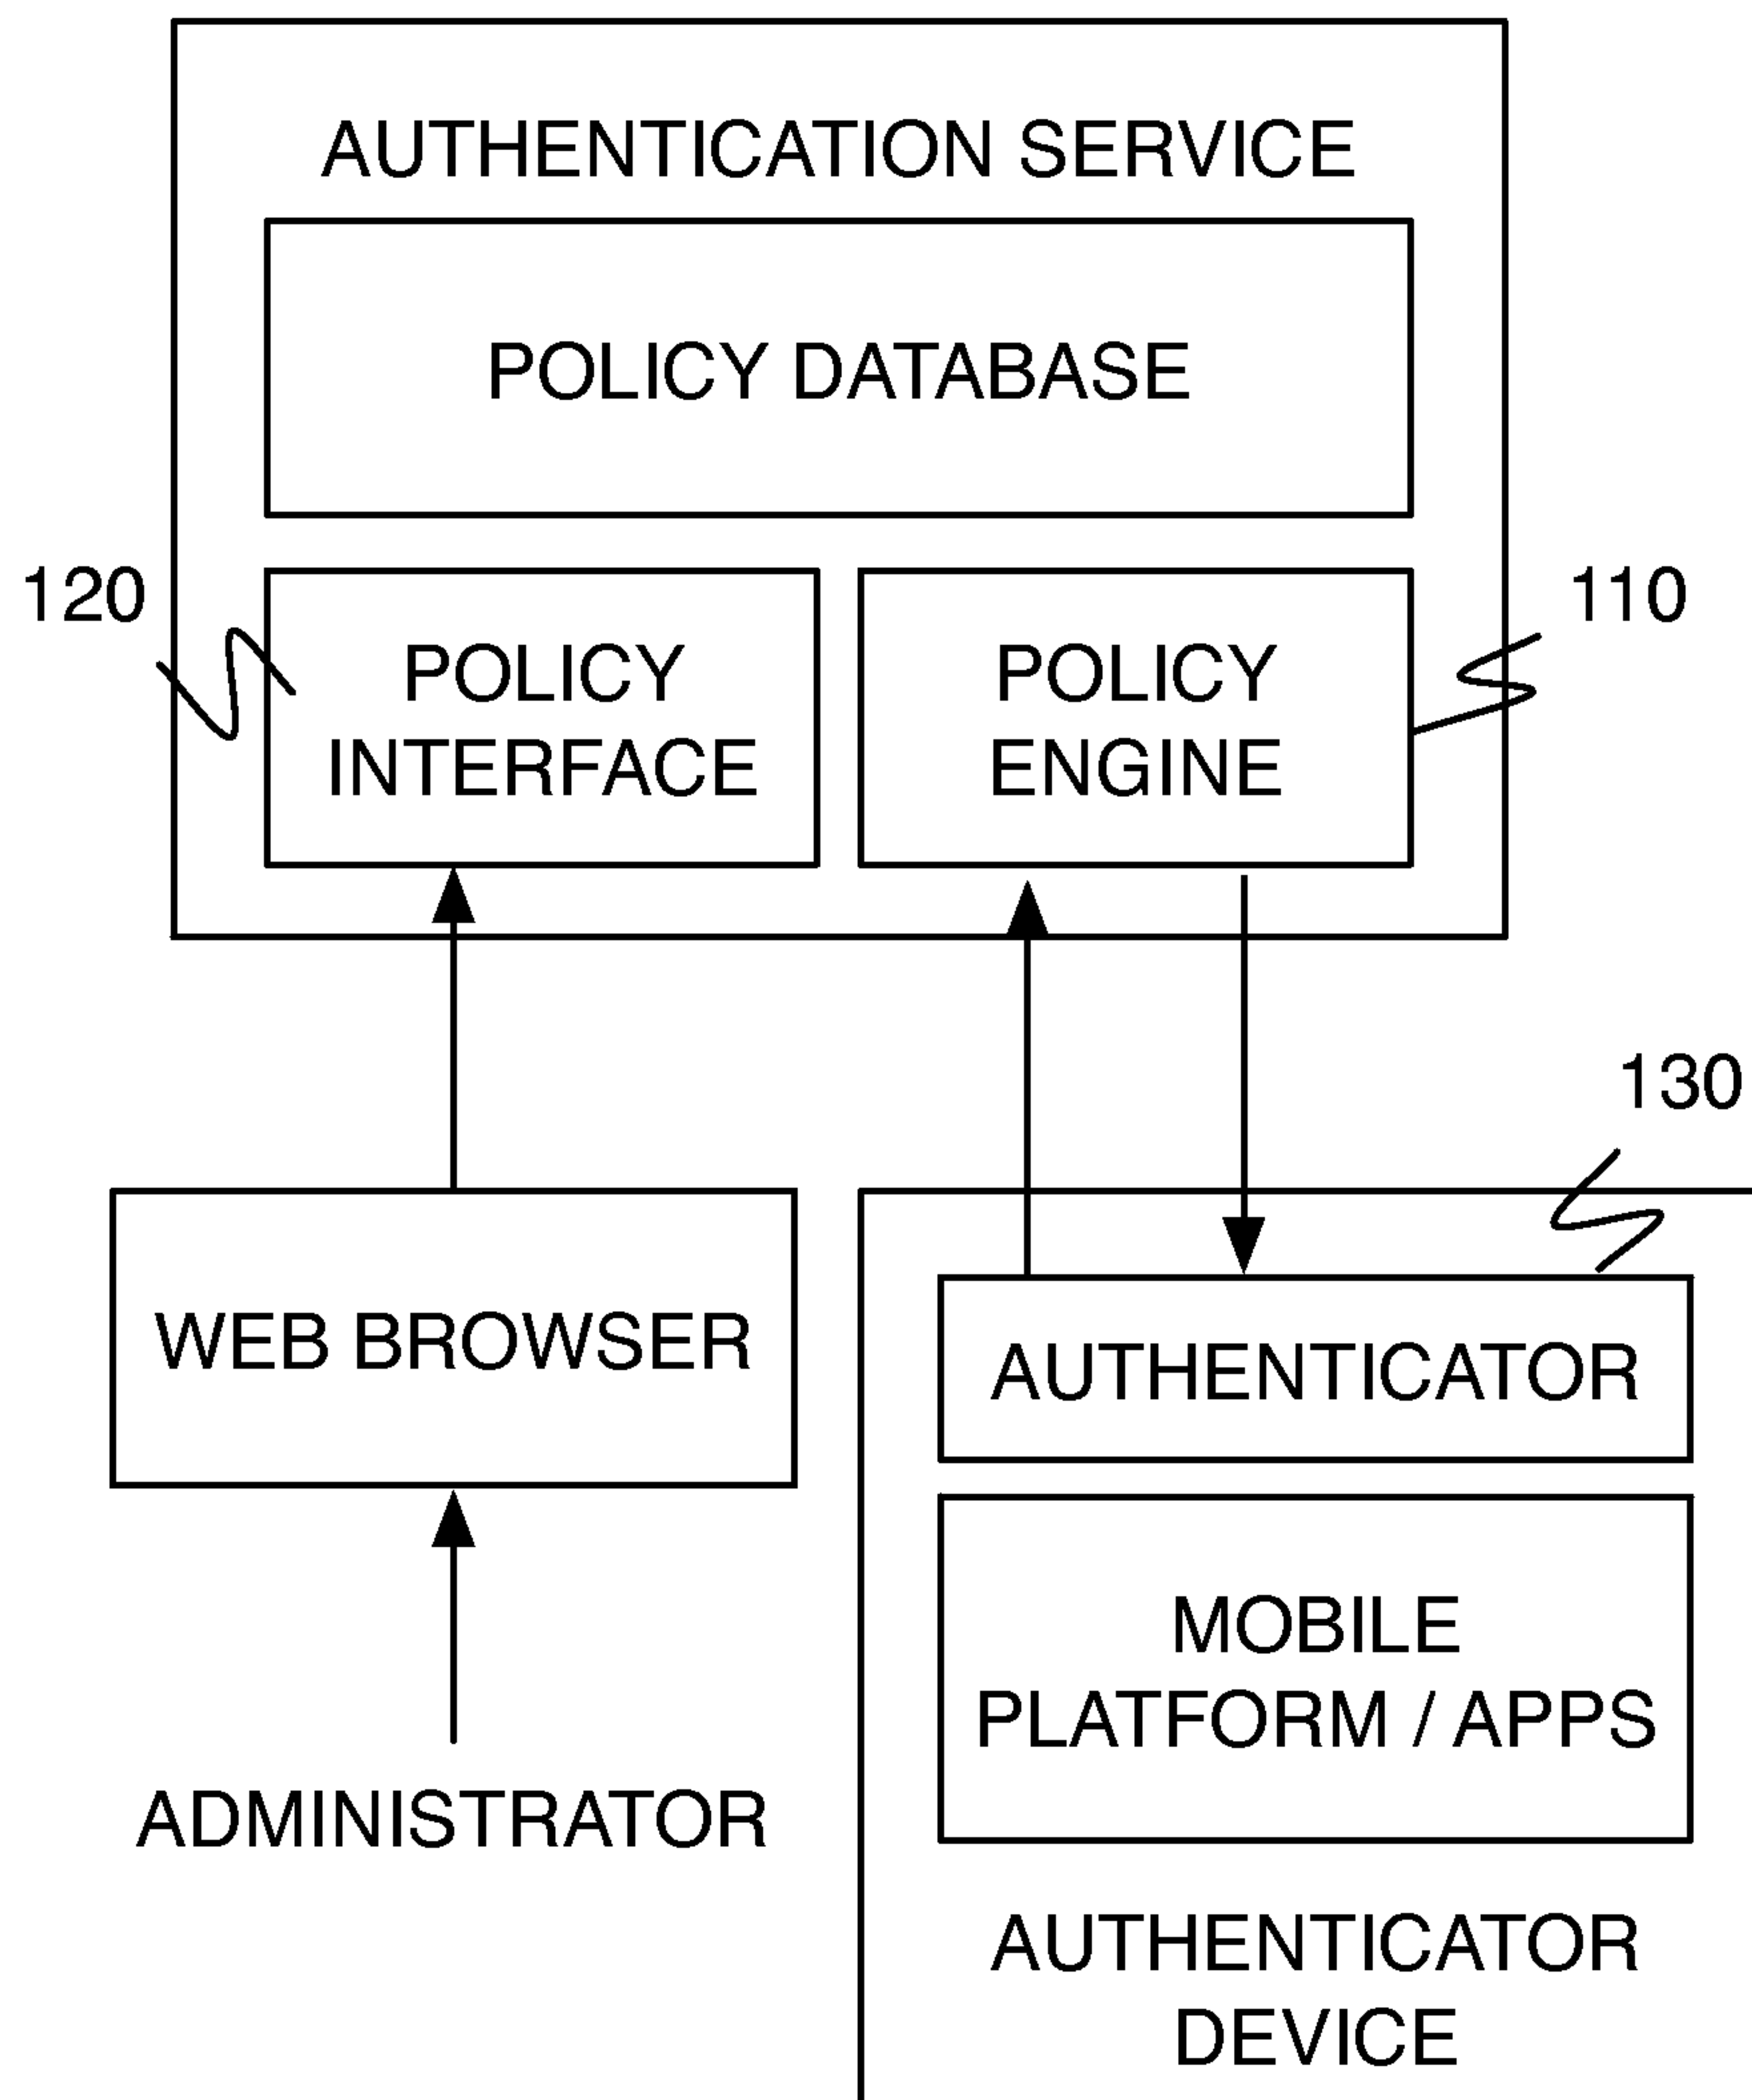 AUTHENTICATION SERVICE
POLICY DATABASE
120
110
POLICY
INTERFACE
POLICY
ENGINE
130
WEB BROWSER
AUTHENTICATOR
MOBILE
PLATFORM / APPS
ADMINISTRATOR
AUTHENTICATOR
DEVICE